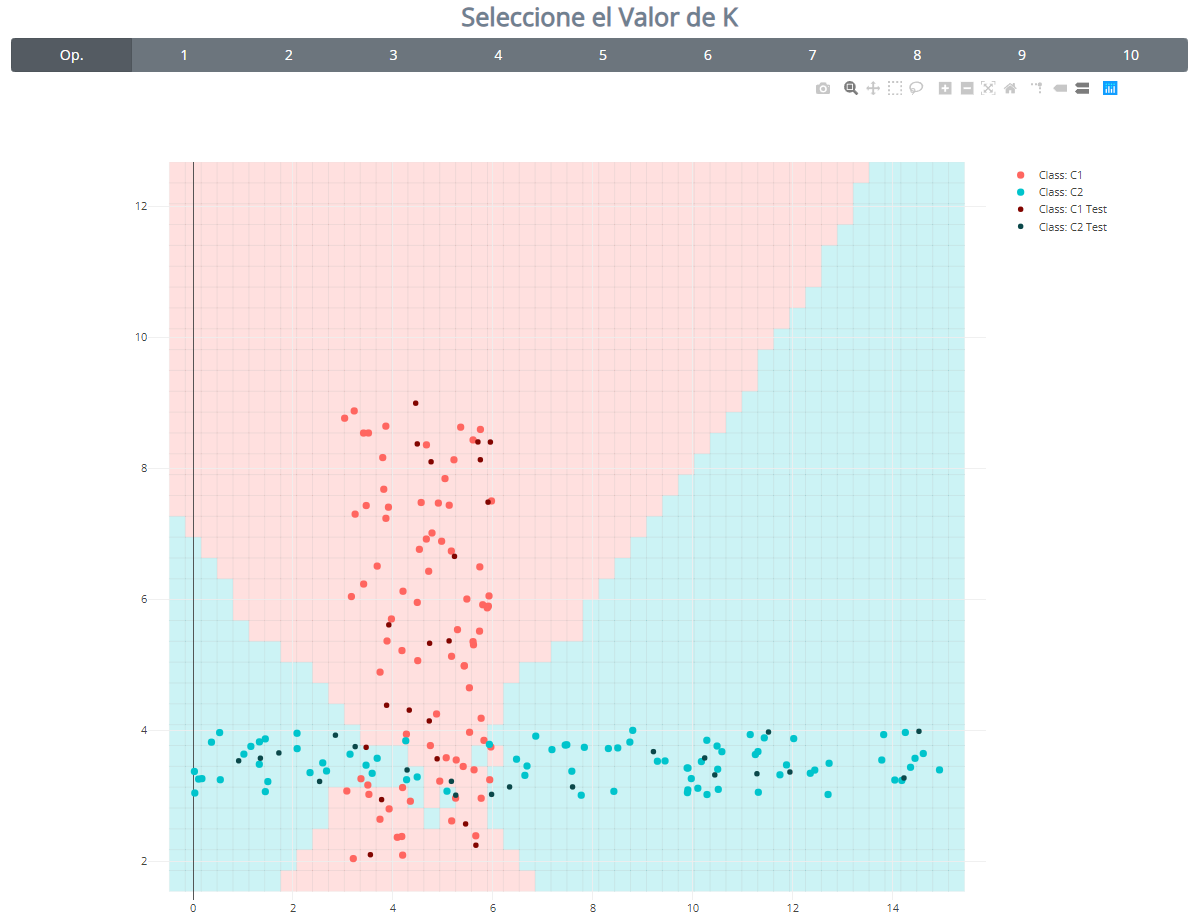 Seleccione el Valor de K
Op. 1 2 3 4 5 6 7 8 9 10
Class: C1
Class: C2
Class: C1 Test
Class: C2 Test
12
10
8
6
4
2
0 2 4 6 8 10 12 14